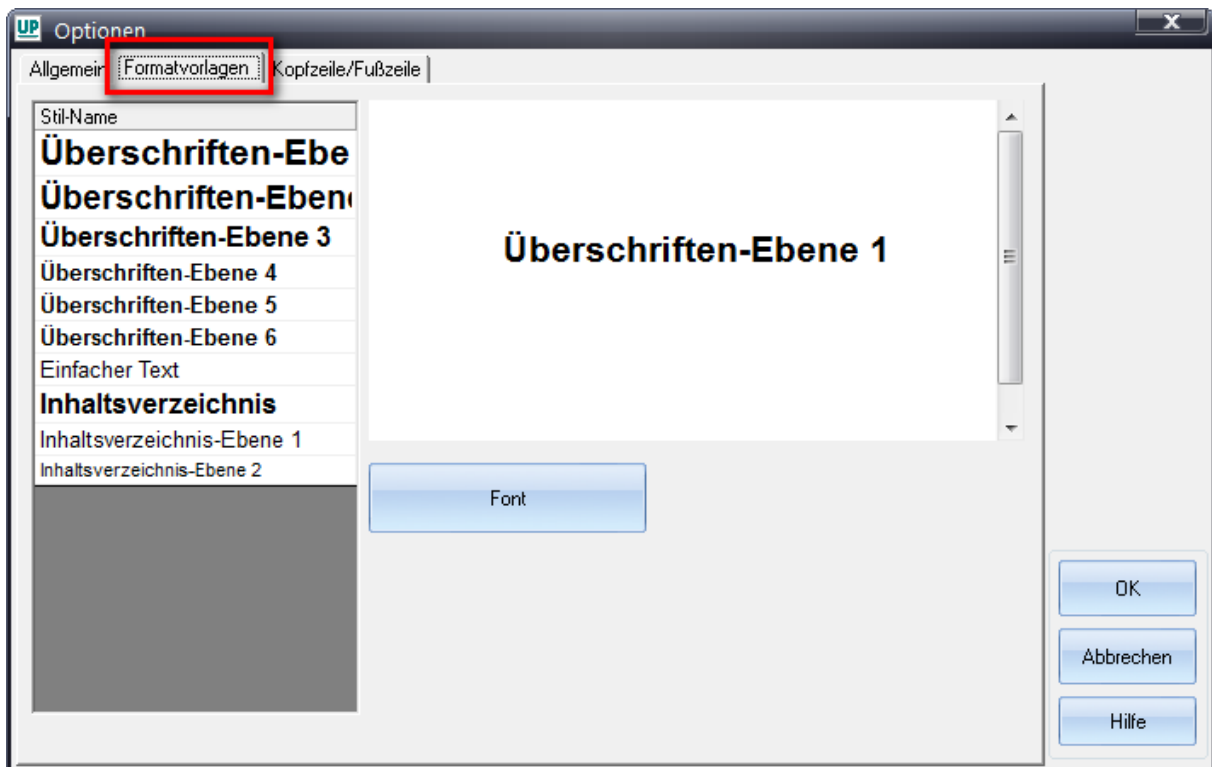 UP Optionen
Allgemein Formatvorlagen Kopfzeile/Fußzeile
Stil-Name
Überschriften-Ebe
Überschriften-Ebene
Überschriften-Ebene 3
Überschriften-Ebene 4
Überschriften-Ebene 5
Überschriften-Ebene 6
Einfacher Text
Inhaltsverzeichnis
Inhaltsverzeichnis-Ebene 1
Inhaltsverzeichnis-Ebene 2
Überschriften-Ebene 1
Font
OK
Abbrechen
Hilfe